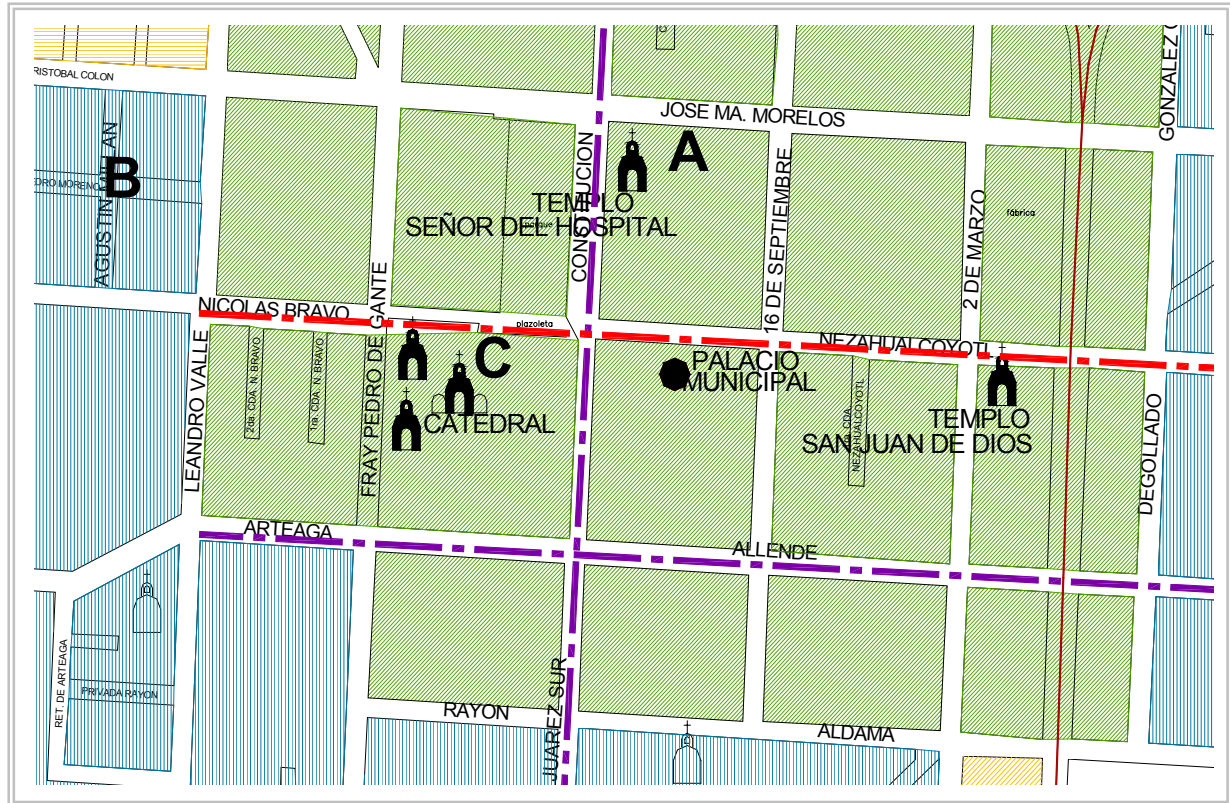 GONZALEZ O
RISTOBAL COLON
JOSE MA. MORELOS
A
B
AGUSTIN MILLAN
DRO MORENO
CONSTITUCION
16 DE SEPTIEMBRE
2 DE MARZO
fábrica
TEMPLO
SEÑOR DEL HOSPITAL
parque
NICOLAS BRAVO
FRAY PEDRO DE GANTE
plazoleta
NEZAHUALCOYOTL
LEANDRO VALLE
2da. CDA. N. BRAVO
1ra. CDA. N. BRAVO
C
CATEDRAL
PALACIO
MUNICIPAL
CDA.
NEZAHUALCOYOTL
TEMPLO
SAN JUAN DE DIOS
DEGOLLADO
ARTEAGA
ALLENDE
RET. DE ARTEAGA
PRIVADA RAYON
RAYON
JUAREZ SUR
ALDAMA